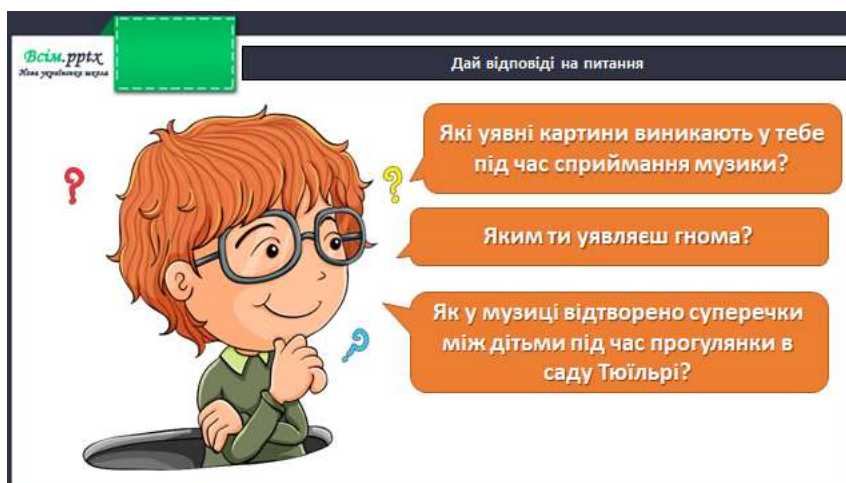 Всім.pptx
Нова українська школа
Дай відповіді на питання
Які уявні картини виникають у тебе
під час сприймання музики?
Яким ти уявляєш гнома?
Як у музиці відтворено суперечки
між дітьми під час прогулянки в
саду Тюїльрі?